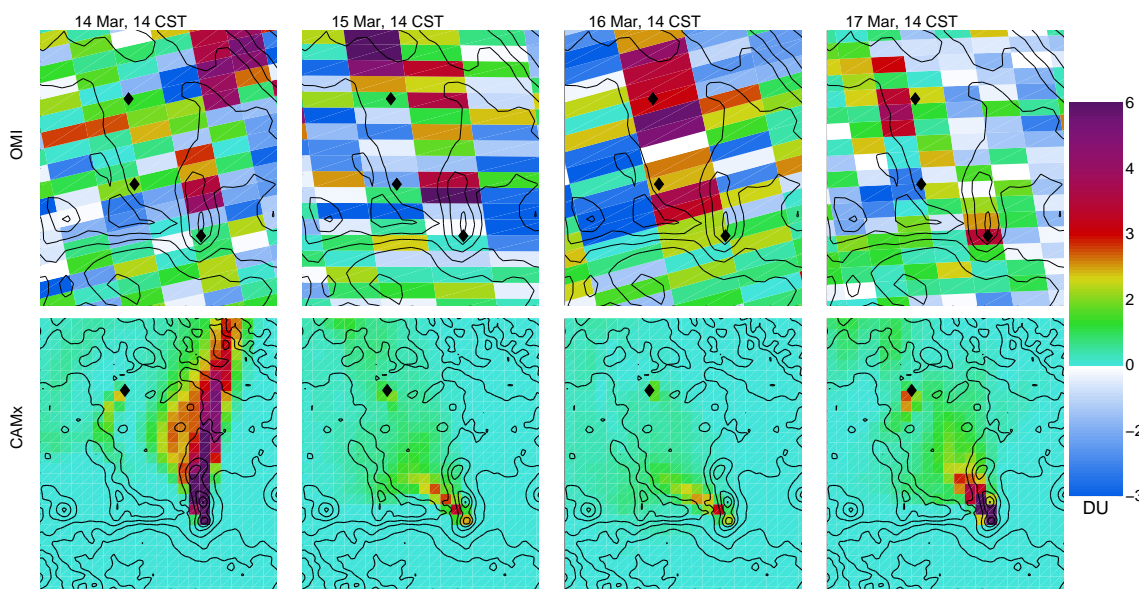 14 Mar, 14 CST
15 Mar, 14 CST
16 Mar, 14 CST
17 Mar, 14 CST
OMI
CAMx
6
4
3
2
0
−2
−3
DU